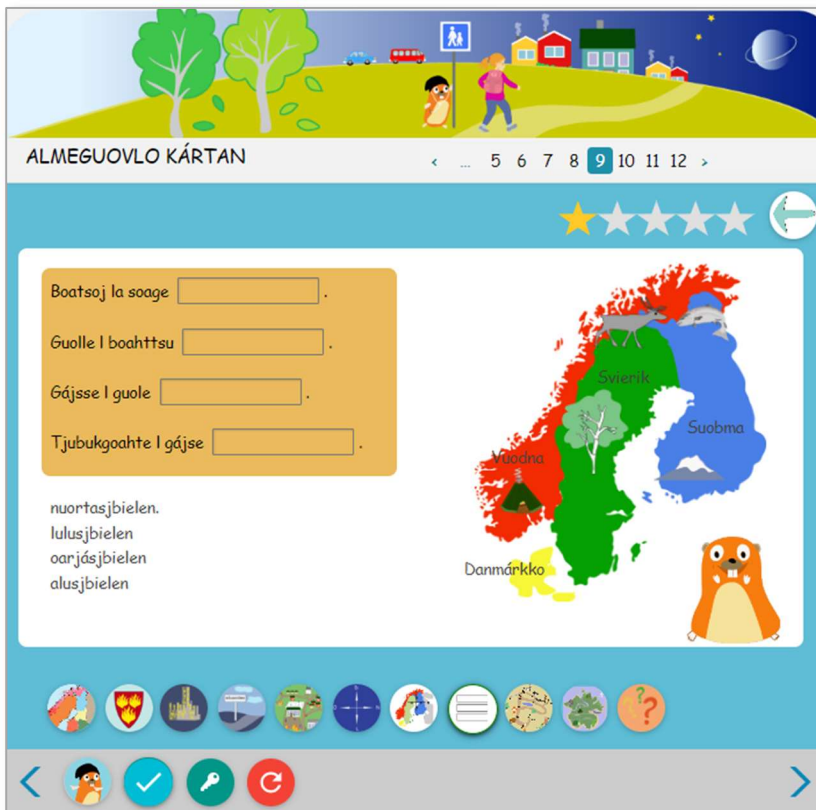 ALMEGUOVLO KÁRTAN
‹ ... 5 6 7 8 9 10 11 12 ›
Boatsoj la soage .
Guolle l boahttsu .
Gájsse l guole .
Tjubukgoahte l gájse .
nuortasjbielen.
lulusjbielen
oarjásjbielen
alusjbielen
Svierik
Suobma
Vuodna
Danmárkko